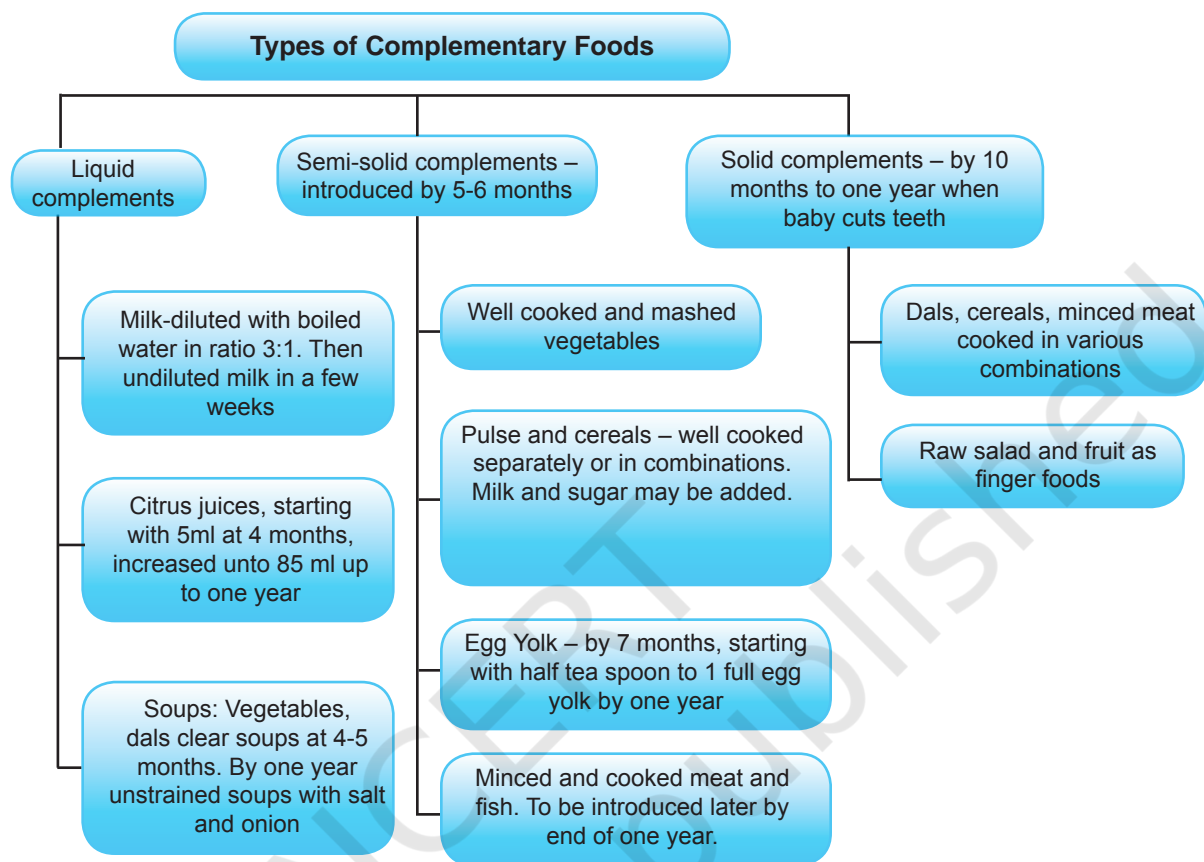 Types of Complementary Foods
Liquid
complements
Milk-diluted with boiled
water in ratio 3:1. Then
undiluted milk in a few
weeks
Citrus juices, starting
with 5ml at 4 months,
increased unto 85 ml up
to one year
Soups: Vegetables,
dals clear soups at 4-5
months. By one year
unstrained soups with salt
and onion
Semi-solid complements –
introduced by 5-6 months
Well cooked and mashed
vegetables
Pulse and cereals – well cooked
separately or in combinations.
Milk and sugar may be added.
Egg Yolk – by 7 months, starting
with half tea spoon to 1 full egg
yolk by one year
Minced and cooked meat and
fish. To be introduced later by
end of one year.
Solid complements – by 10
months to one year when
baby cuts teeth
Dals, cereals, minced meat
cooked in various
combinations
Raw salad and fruit as
finger foods
NCERT
published